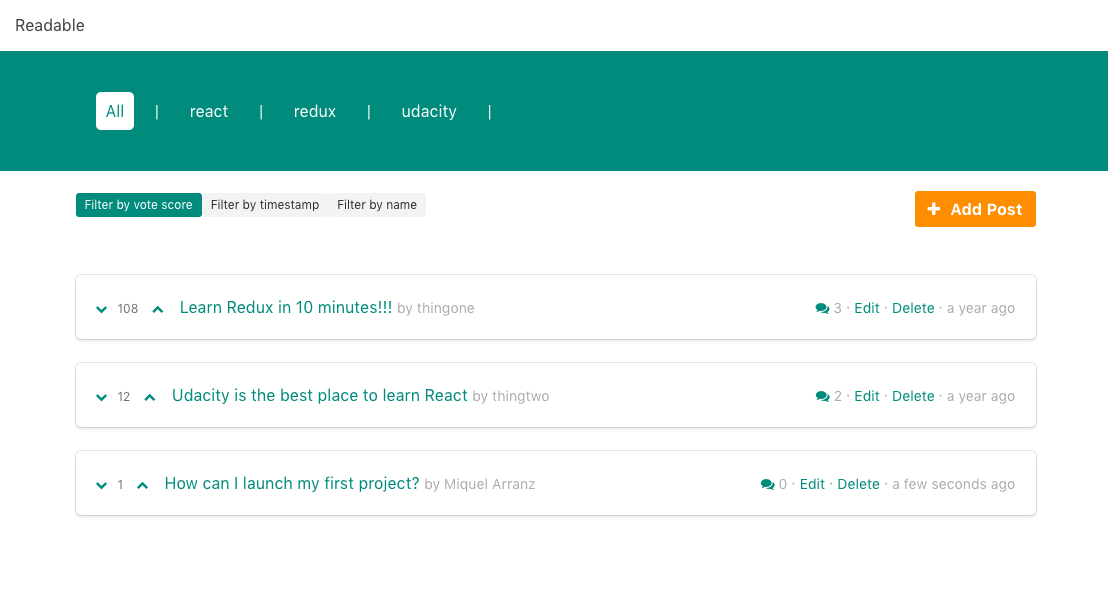 Readable
All | react | redux | udacity |
Filter by vote score Filter by timestamp Filter by name Add Post
108 Learn Redux in 10 minutes!!! by thingone 3 · Edit · Delete · a year ago
12 Udacity is the best place to learn React by thingtwo 2 · Edit · Delete · a year ago
1 How can I launch my first project? by Miquel Arranz 0 · Edit · Delete · a few seconds ago